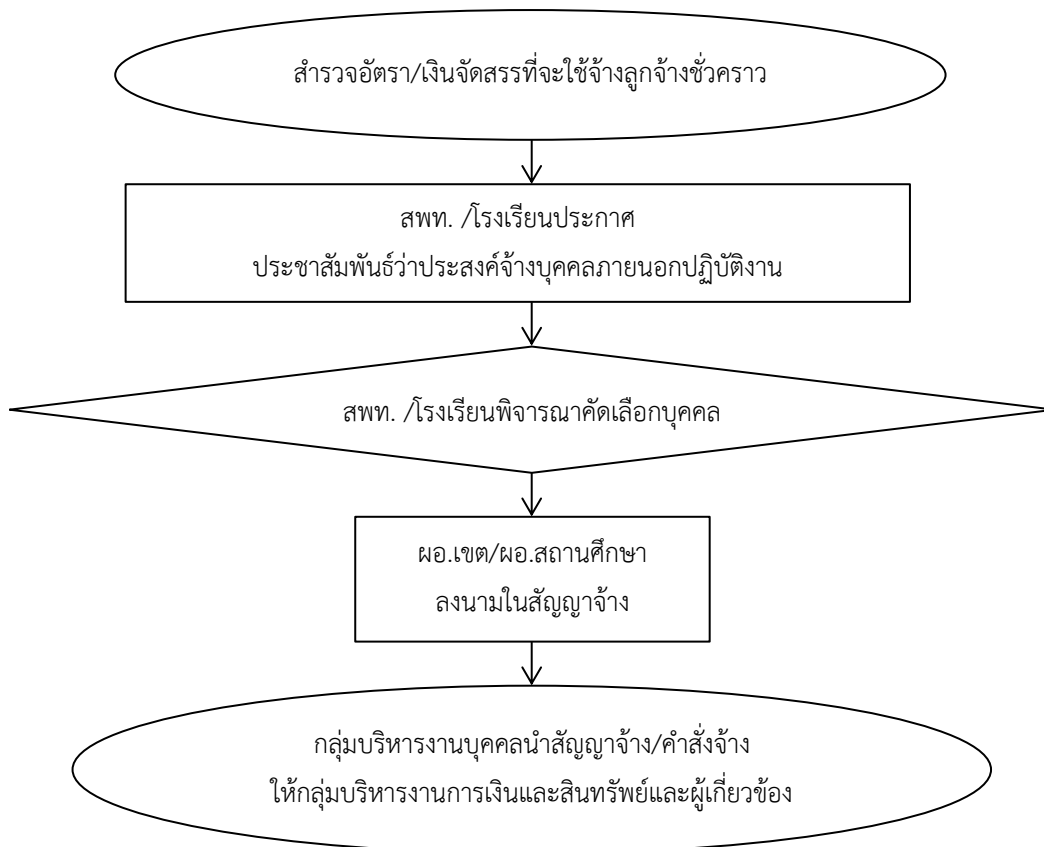 สำรวจอัตรา/เงินจัดสรรที่จะใช้จ้างลูกจ้างชั่วคราว
สพท. /โรงเรียนประกาศ
ประชาสัมพันธ์ว่าประสงค์จ้างบุคคลภายนอกปฏิบัติงาน
สพท. /โรงเรียนพิจารณาคัดเลือกบุคคล
ผอ.เขต/ผอ.สถานศึกษา
ลงนามในสัญญาจ้าง
กลุ่มบริหารงานบุคคลนำสัญญาจ้าง/คำสั่งจ้าง
ให้กลุ่มบริหารงานการเงินและสินทรัพย์และผู้เกี่ยวข้อง